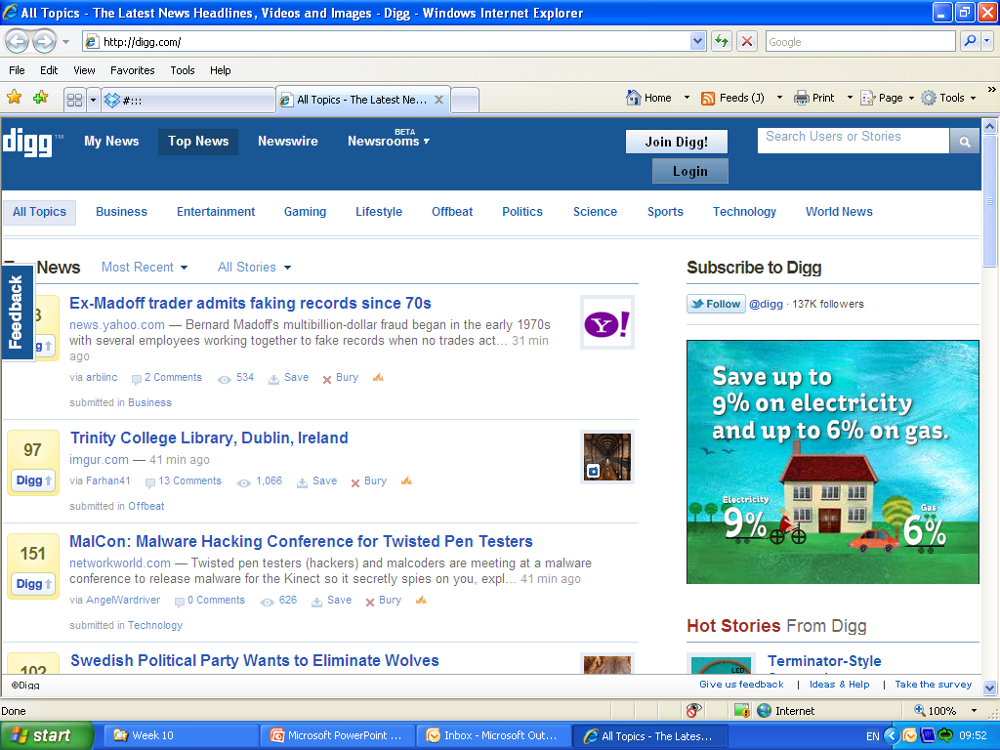 All Topics - The Latest News Headlines, Videos and Images - Digg - Windows Internet Explorer
http://digg.com/
Google
File Edit View Favorites Tools Help
#:::
All Topics - The Latest Ne...
Home Feeds (J) Print Page Tools »
digg™ My News Top News Newswire Newsrooms BETA
Join Digg!
Login
Search Users or Stories
All Topics Business Entertainment Gaming Lifestyle Offbeat Politics Science Sports Technology World News
News Most Recent All Stories
Feedback
Ex-Madoff trader admits faking records since 70s
news.yahoo.com — Bernard Madoff's multibillion-dollar fraud began in the early 1970s
with several employees working together to fake records when no trades act... 31 min
ago
via arbiinc 2 Comments 534 Save Bury
submitted in Business
Y!
97
Digg
Trinity College Library, Dublin, Ireland
imgur.com — 41 min ago
via Farhan41 13 Comments 1,066 Save Bury
submitted in Offbeat
151
Digg
MalCon: Malware Hacking Conference for Twisted Pen Testers
networkworld.com — Twisted pen testers (hackers) and malcoders are meeting at a malware
conference to release malware for the Kinect so it secretly spies on you, expl... 41 min ago
via AngelWardriver 0 Comments 626 Save Bury
submitted in Technology
102
Swedish Political Party Wants to Eliminate Wolves
Subscribe to Digg
Follow @digg · 137K followers
Save up to
9% on electricity
and up to 6% on gas.
Electricity
9%
Gas
6%
Hot Stories From Digg
LED
Terminator-Style
©Digg
Give us feedback | Ideas & Help | Take the survey
Done Internet 100%
start Week 10 Microsoft PowerPoint ... Inbox - Microsoft Out... All Topics - The Lates... EN 09:52